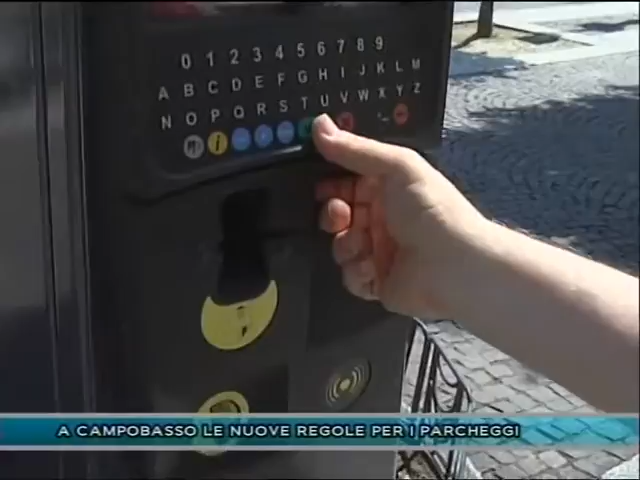 0 1 2 3 4 5 6 7 8 9
A B C D E F G H I J K L M
N O P Q R S T U V W X Y Z
i
A CAMPOBASSO LE NUOVE REGOLE PER I PARCHEGGI